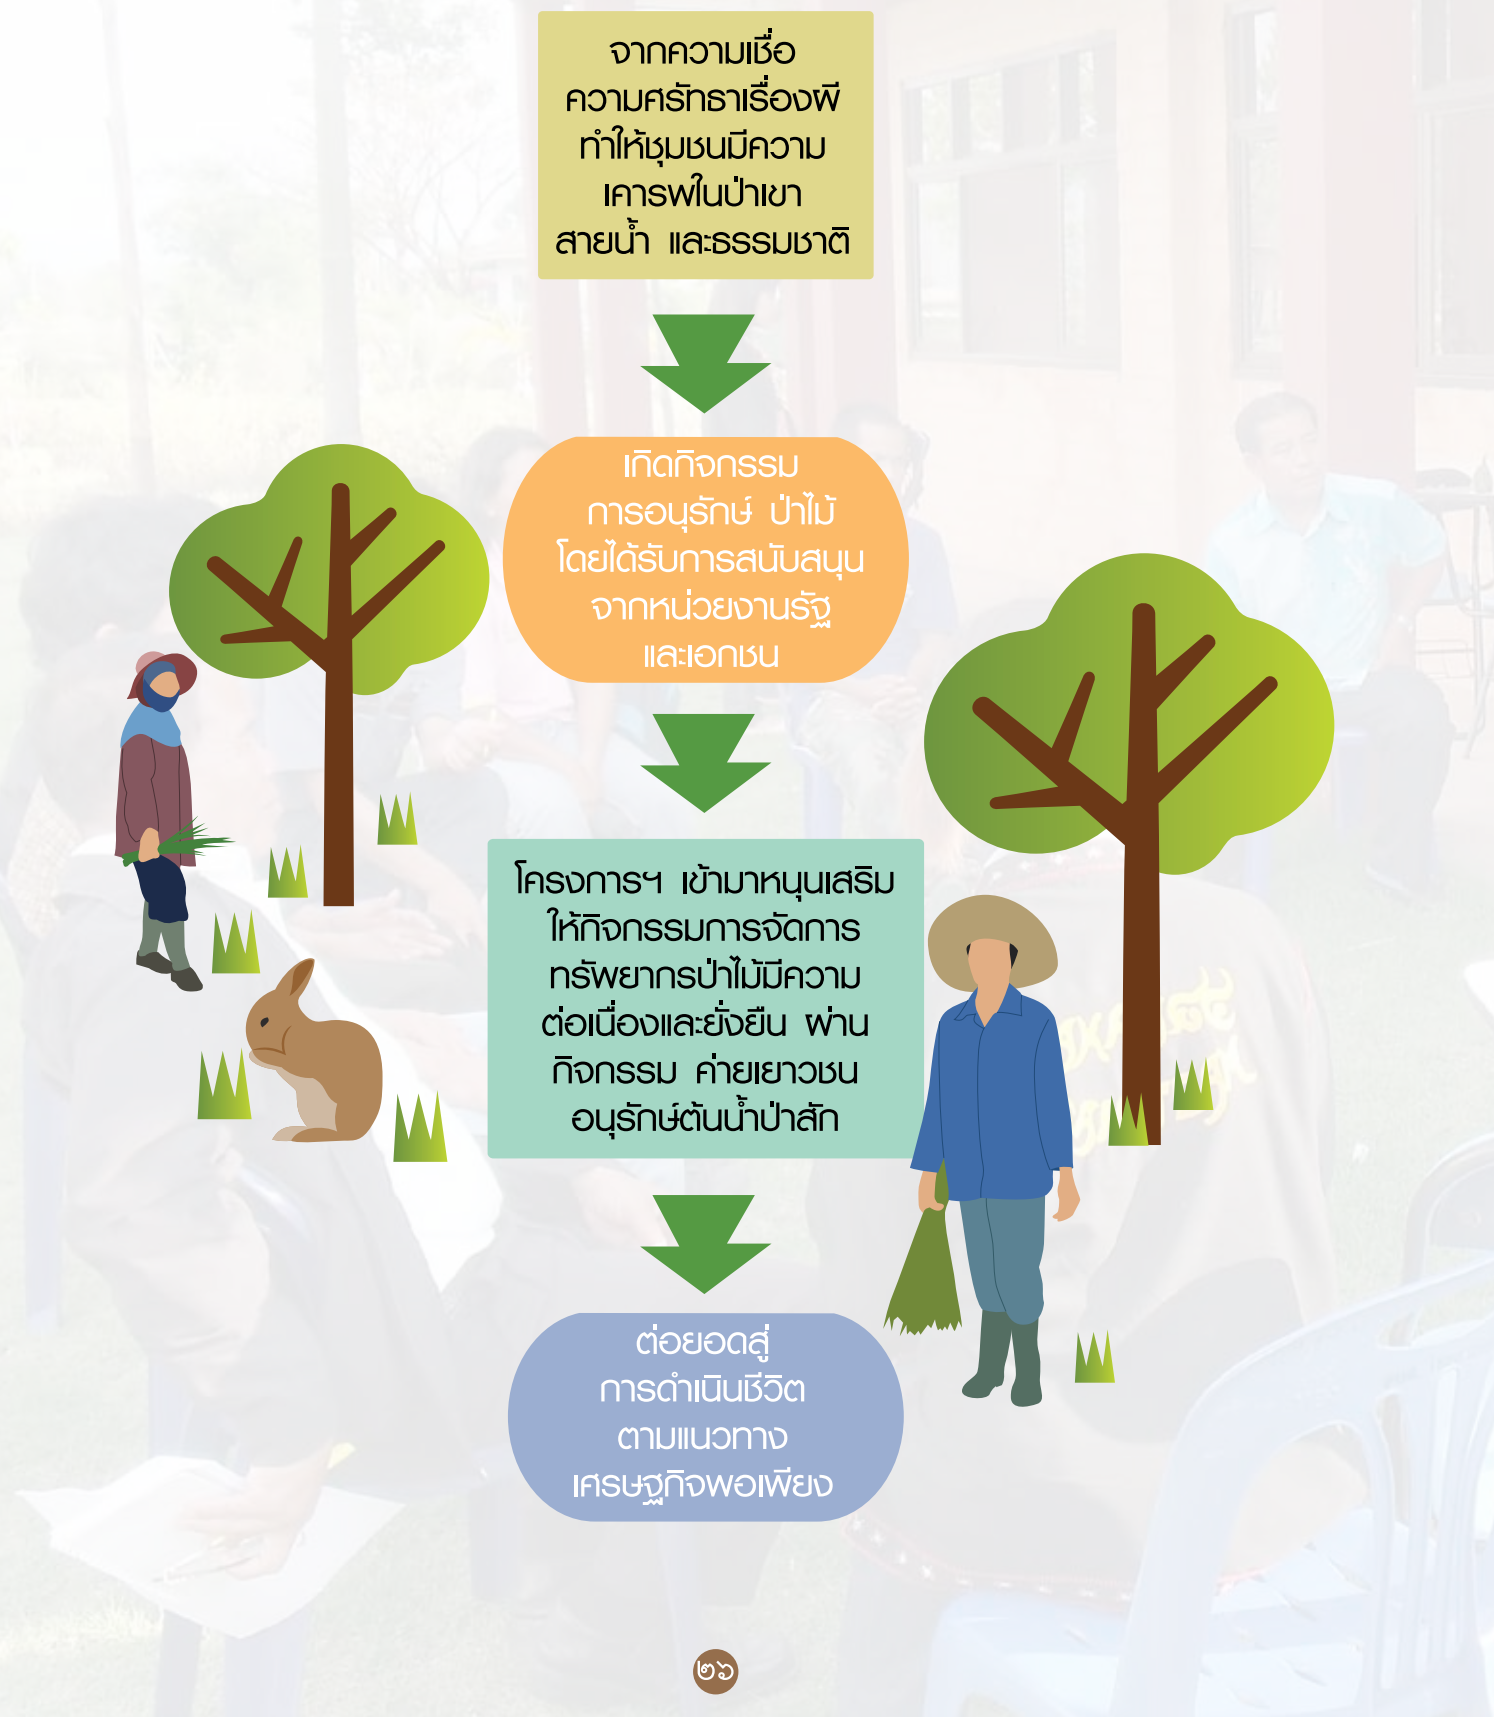 จากความเชื่อ
ความศรัทธาเรื่องผี
ทำให้ชุมชนมีความ
เคารพในป่าเขา
สายน้ำ และธรรมชาติ
เกิดกิจกรรม
การอนุรักษ์ ป่าไม้
โดยได้รับการสนับสนุน
จากหน่วยงานรัฐ
และเอกชน
โครงการฯ เข้ามาหนุนเสริม
ให้กิจกรรมการจัดการ
ทรัพยากรป่าไม้มีความ
ต่อเนื่องและยั่งยืน ผ่าน
กิจกรรม ค่ายเยาวชน
อนุรักษ์ต้นน้ำป่าสัก
ต่อยอดสู่
การดำเนินชีวิต
ตามแนวทาง
เศรษฐกิจพอเพียง
๒๖